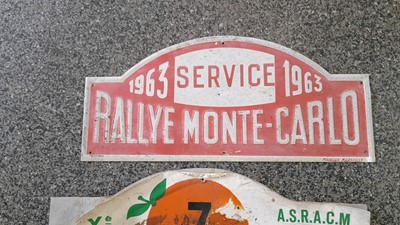 1963 SERVICE 1963
RALLYE MONTE-CARLO
7
A.S.R.A.C.M